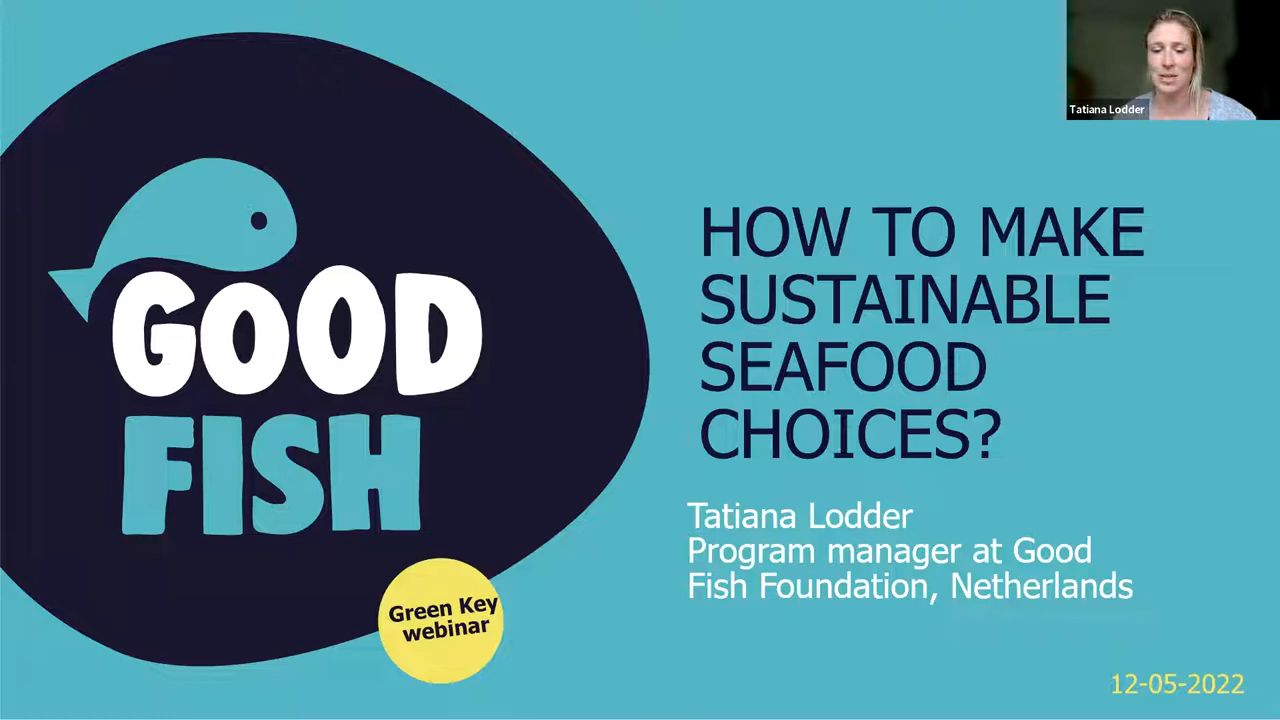 Tatiana Lodder
GOOD
FISH
Green Key
webinar
HOW TO MAKE
SUSTAINABLE
SEAFOOD
CHOICES?
Tatiana Lodder
Program manager at Good
Fish Foundation, Netherlands
12-05-2022